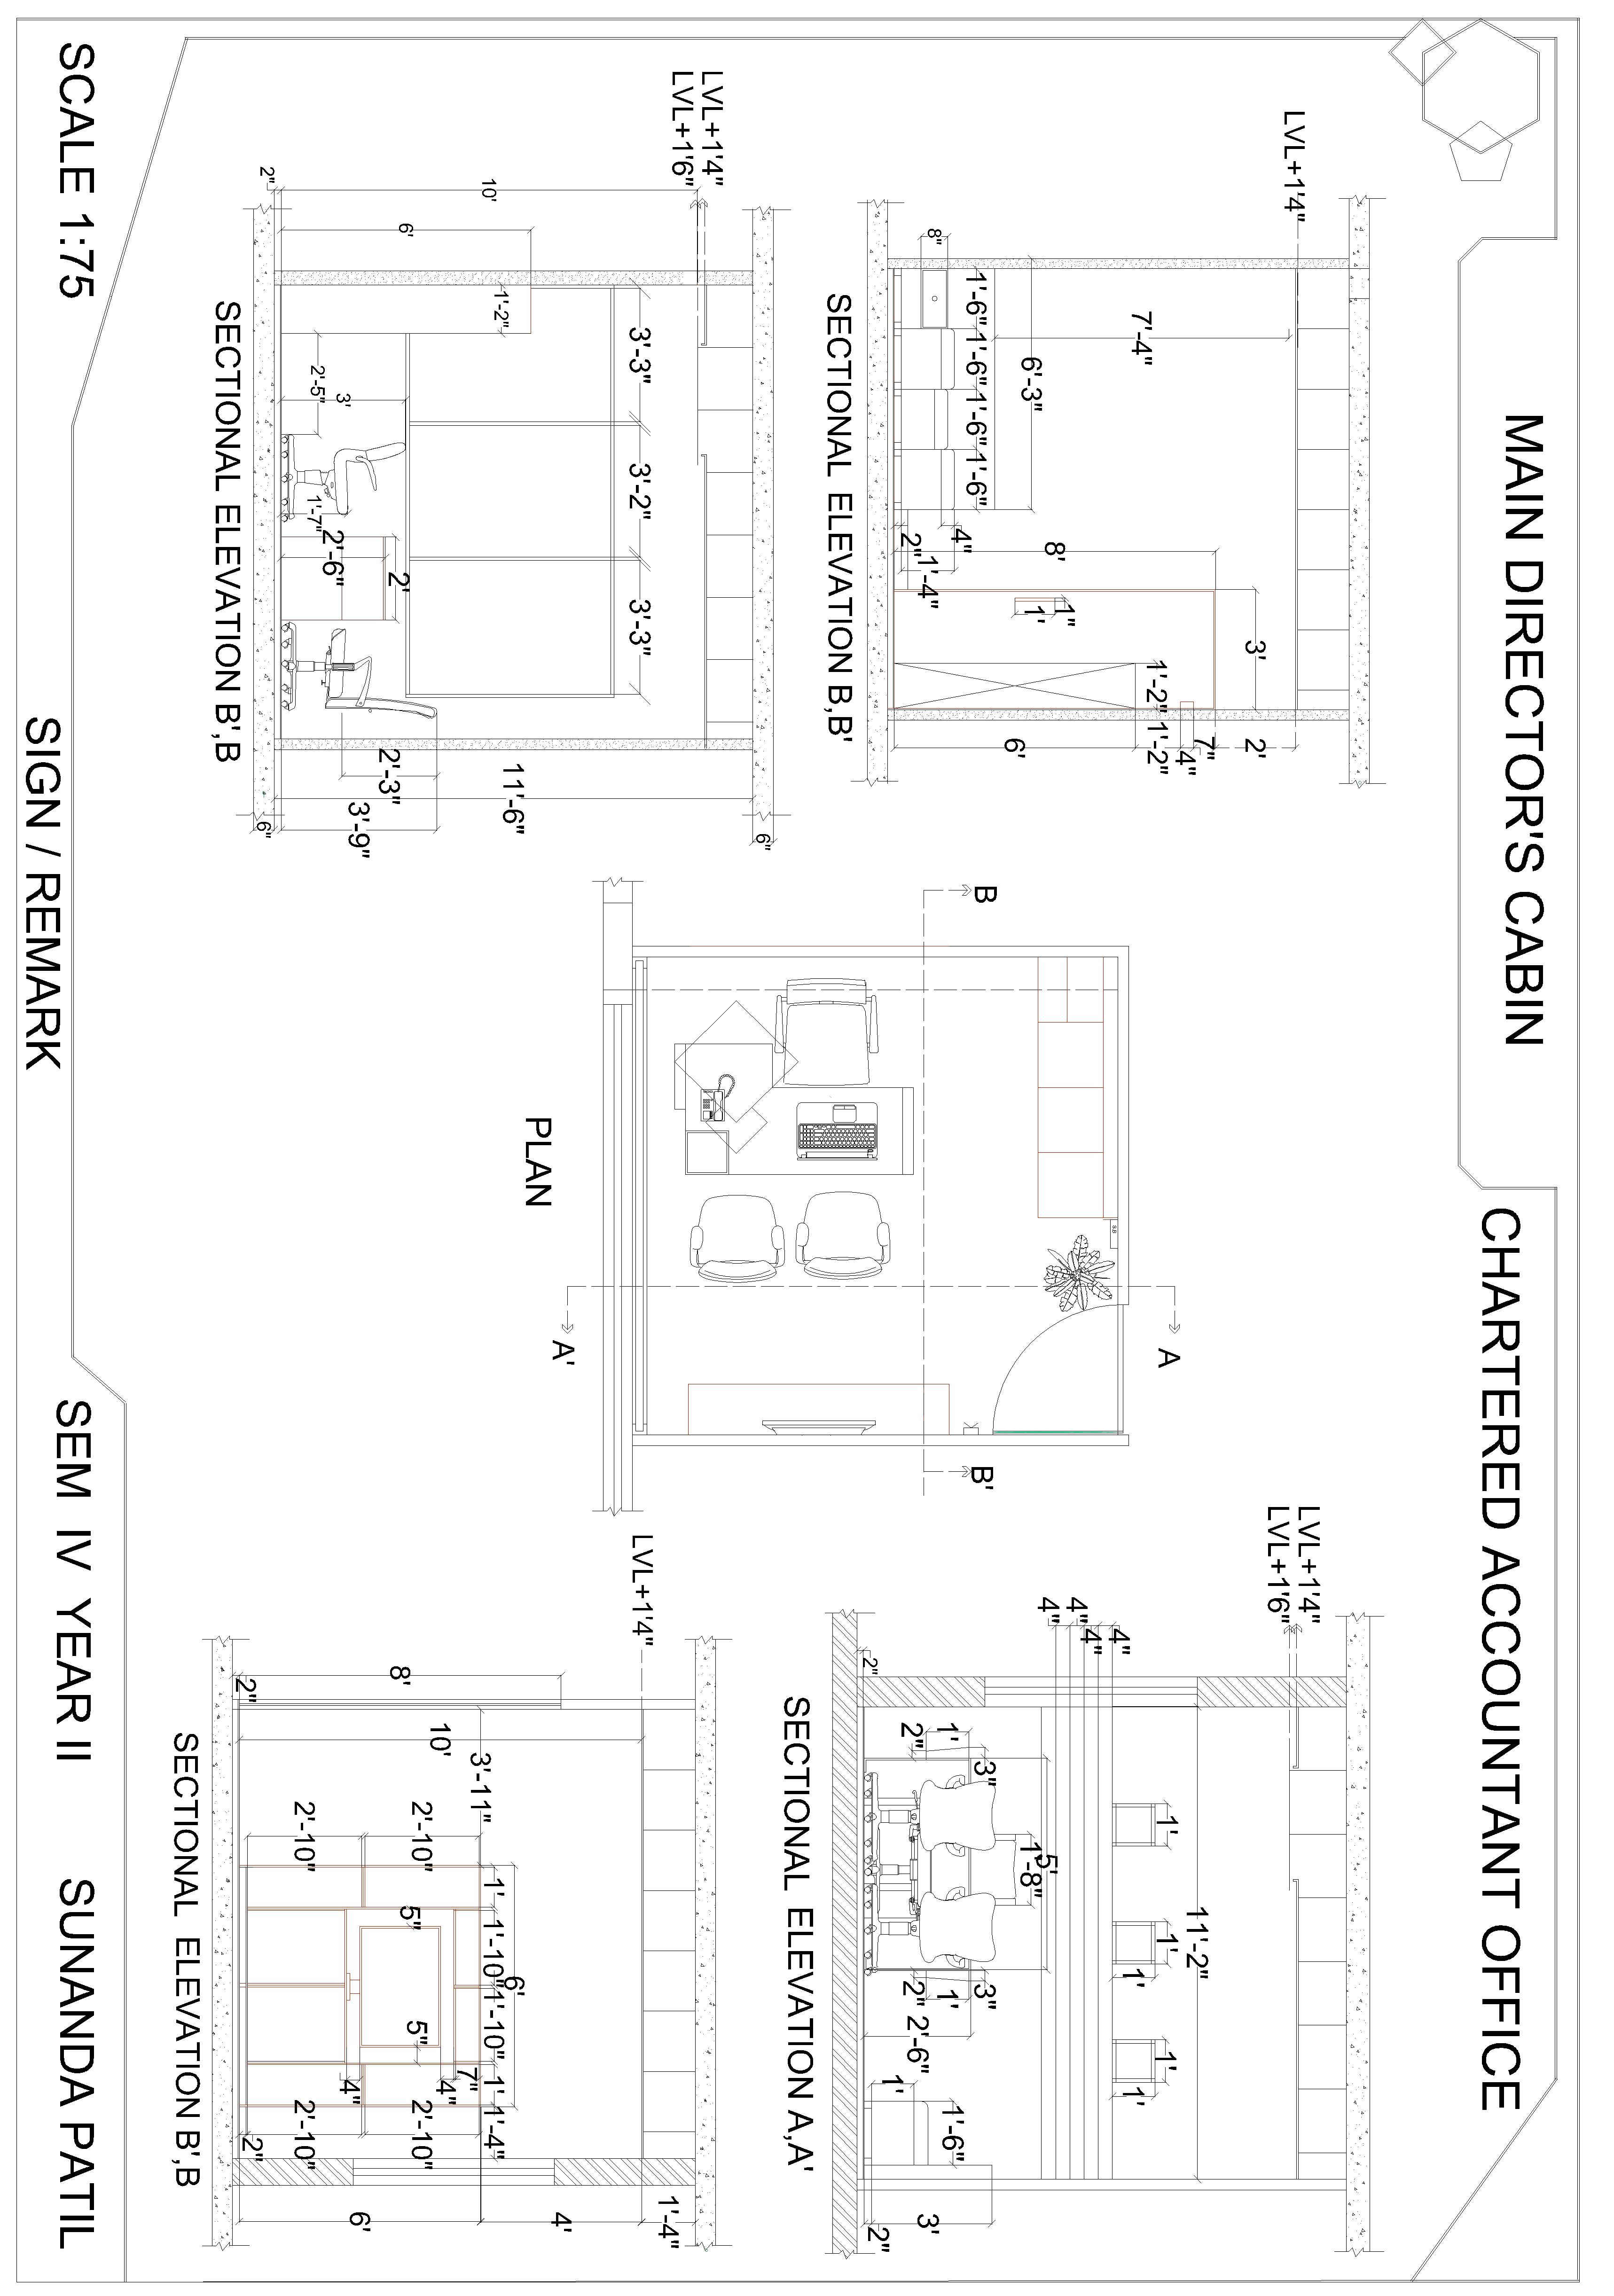 MAIN DIRECTOR'S CABIN
CHARTERED ACCOUNTANT OFFICE
LVL+1'4"
3'
2'
7"
4"
1'-2"
1'-2"
7'-4"
8'
1"
1'
6'-3"
6'
1'-6" 1'-6" 1'-6" 1'-6"
4"
8"
1'-4"
2"
SECTIONAL ELEVATION B,B'
LVL+1'4"
LVL+1'6"
11'-2"
1' 1' 1'
1' 1'
4"
4"
4"
4"
5'
1'-8"
3" 3"
1' 1'
1'-6"
2" 2"
2'-6"
3'
1'
2" 2"
SECTIONAL ELEVATION A,A'
S.B
A
B
B'
A'
PLAN
6"
LVL+1'4"
LVL+1'6"
3'-3" 3'-2" 3'-3"
11'-6"
10'
1'-2"
6'
2'
2'-3"
3'-9"
3'
2'-5"
1'-7"
2'-6"
2"
6"
SECTIONAL ELEVATION B',B
1'-4"
LVL+1'4"
4'
6'
1' 1'-10" 1'-10" 1' 1'-4"
3'-11"
7"
4"
10'
2'-10" 2'-10"
5" 5"
8'
6'
4"
2'-10" 2'-10"
2" 2"
SECTIONAL ELEVATION B',B
SCALE 1:75
SIGN / REMARK
SEM IV YEAR II
SUNANDA PATIL